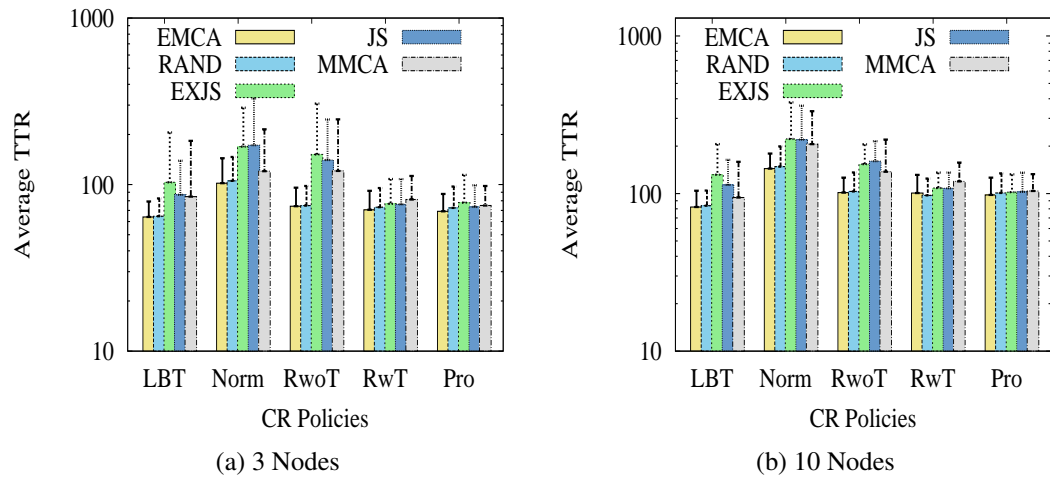 1000
100
10
Average TTR
EMCA
RAND
EXJS
JS
MMCA
LBT Norm RwoT RwT Pro
CR Policies
(a) 3 Nodes
1000
100
10
Average TTR
EMCA
RAND
EXJS
JS
MMCA
LBT Norm RwoT RwT Pro
CR Policies
(b) 10 Nodes